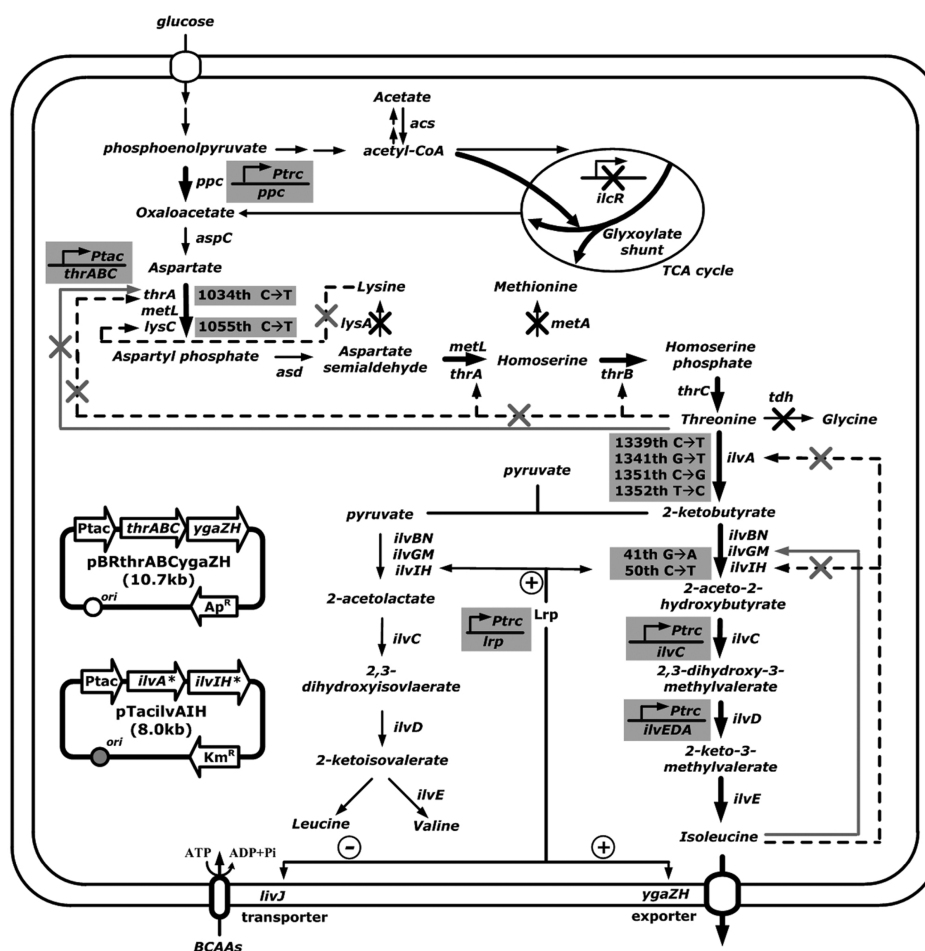 glucose
Acetate
acs
phosphoenolpyruvate
acetyl-CoA
ppc
Ptrc
ppc
ilcR
Oxaloacetate
Glyxoylate
shunt
TCA cycle
aspC
Ptac
thrABC
Aspartate
thrA
1034th C→T
Lysine
Methionine
metL
lysC
1055th C→T
lysA
metA
Aspartyl phosphate
asd
Aspartate
semialdehyde
metL
thrA
Homoserine
thrB
Homoserine
phosphate
thrC
Threonine
tdh
Glycine
1339th C→T
1341th G→T
1351th C→G
1352th T→C
ilvA
pyruvate
pyruvate
2-ketobutyrate
Ptac
thrABC
ygaZH
pBRthrABCygaZH
(10.7kb)
ori
ApR
ilvBN
ilvGM
ilvIH
41th G→A
50th C→T
ilvBN
ilvGM
ilvIH
+
2-acetolactate
Ptrc
lrp
Lrp
2-aceto-2-
hydroxybutyrate
ilvC
Ptrc
ilvC
ilvC
2,3-
dihydroxyisovlaerate
2,3-dihydroxy-3-
methylvalerate
Ptac
ilvA*
ilvIH*
pTacilvAIH
(8.0kb)
ori
KmR
ilvD
Ptrc
ilvEDA
ilvD
2-ketoisovalerate
2-keto-3-
methylvalerate
ilvE
ilvE
Leucine
Valine
Isoleucine
-
+
ATP
ADP+Pi
livJ
ygaZH
transporter
exporter
BCAAs